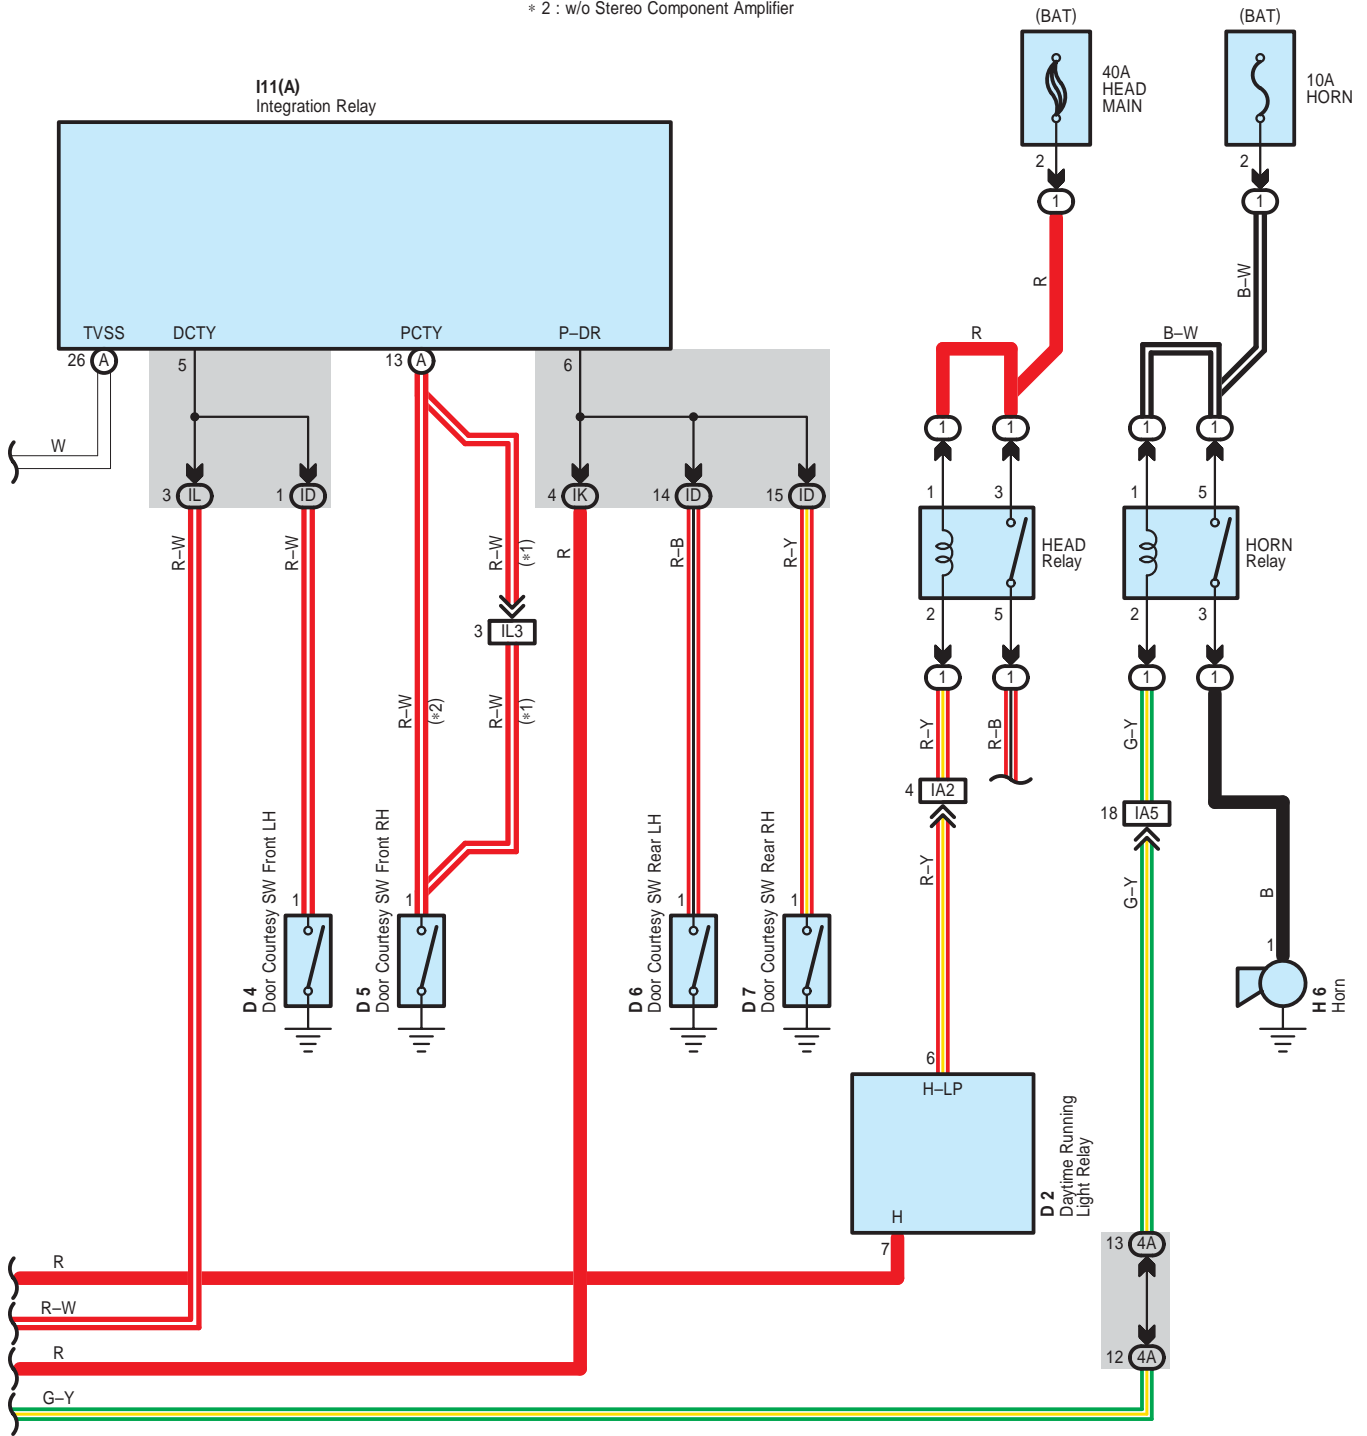 ∗ 2 : w/o Stereo Component Amplifier
(BAT)
(BAT)
40A
HEAD
MAIN
10A
HORN
I11(A)
Integration Relay
2
2
1
1
R
B–W
TVSS
DCTY
PCTY
P–DR
R
B–W
26
A
5
13
A
6
W
1
1
1
1
3
IL
1
ID
4
IK
14
ID
15
ID
1
3
1
5
R–W
R–W
R–W
(∗1)
R
R–B
R–Y
HEAD
Relay
HORN
Relay
2
5
2
3
3
IL3
1
1
1
1
R–W
(∗2)
R–W
(∗1)
R–Y
R–B
G–Y
4
IA2
18
IA5
R–Y
G–Y
B
1
1
1
1
1
D 4
Door Courtesy SW Front LH
D 5
Door Courtesy SW Front RH
D 6
Door Courtesy SW Rear LH
D 7
Door Courtesy SW Rear RH
H 6
Horn
6
H–LP
D 2
Daytime Running
Light Relay
H
7
13
4A
R
R–W
R
12
4A
G–Y